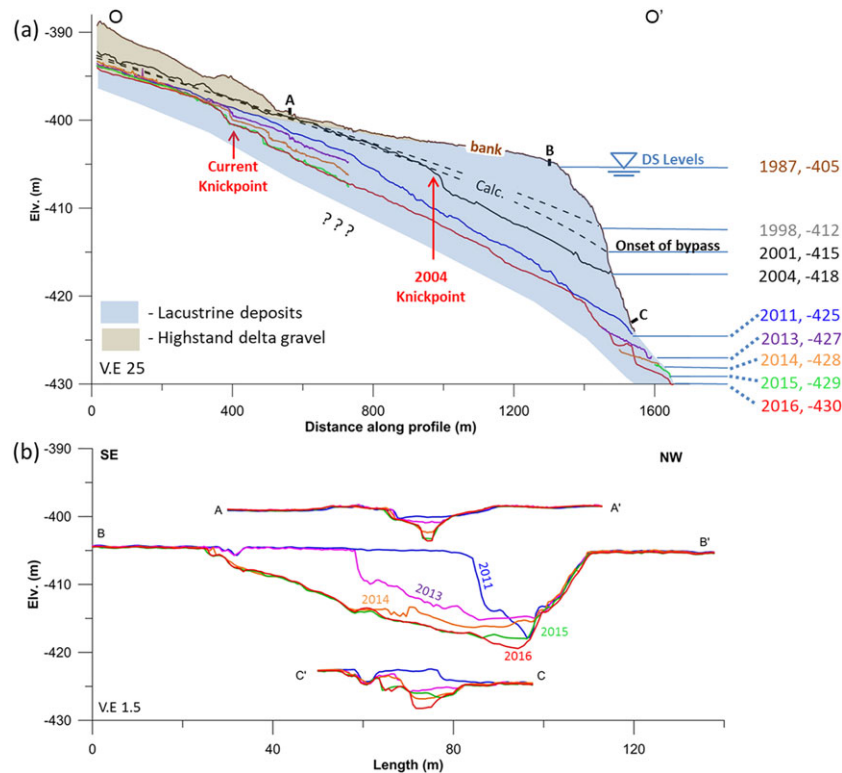 O O'
(a)
-390
-400
-410
-420
-430
Elv. (m)
A
B
bank
DS Levels
1987, -405
Current
Knickpoint
Calc.
1998, -412
Onset of bypass
2001, -415
2004, -418
? ? ?
2004
Knickpoint
- Lacustrine deposits
- Highstand delta gravel
C
2011, -425
2013, -427
2014, -428
2015, -429
2016, -430
V.E 25
0 400 800 1200 1600
Distance along profile (m)
(b)
SE NW
-390
-400
-410
-420
-430
Elv. (m)
A A'
B B'
2011
2013
2014
2015
2016
C' C
V.E 1.5
0 40 80 120
Length (m)